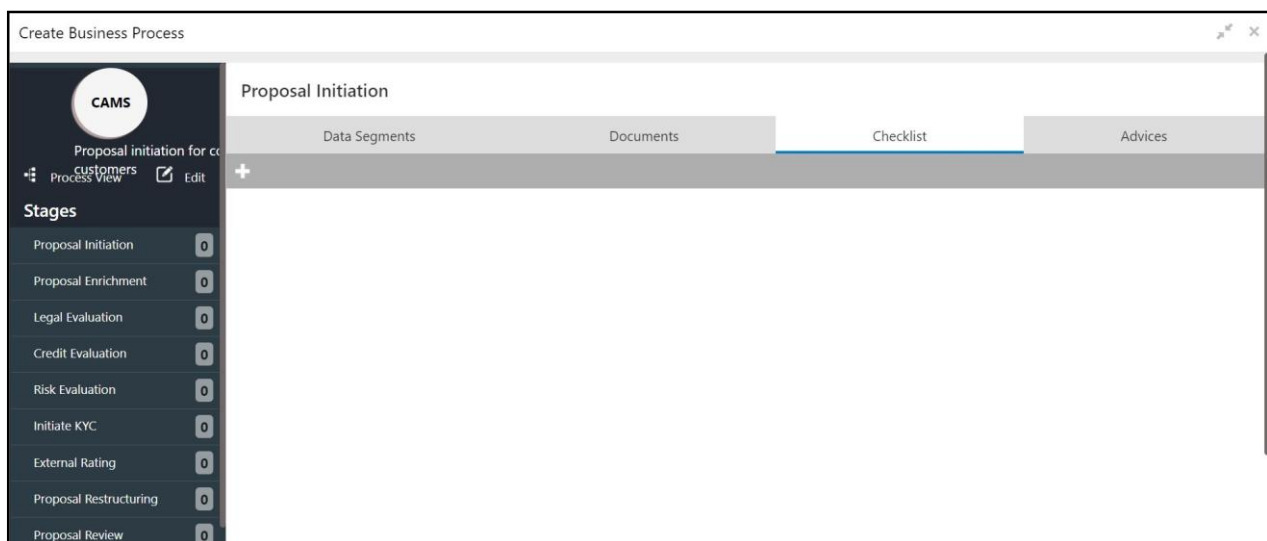 Create Business Process
CAMS
Proposal initiation for co
customers
Process View
Edit
Stages
Proposal Initiation 0
Proposal Enrichment 0
Legal Evaluation 0
Credit Evaluation 0
Risk Evaluation 0
Initiate KYC 0
External Rating 0
Proposal Restructuring 0
Proposal Review 0
Proposal Initiation
Data Segments Documents Checklist Advices